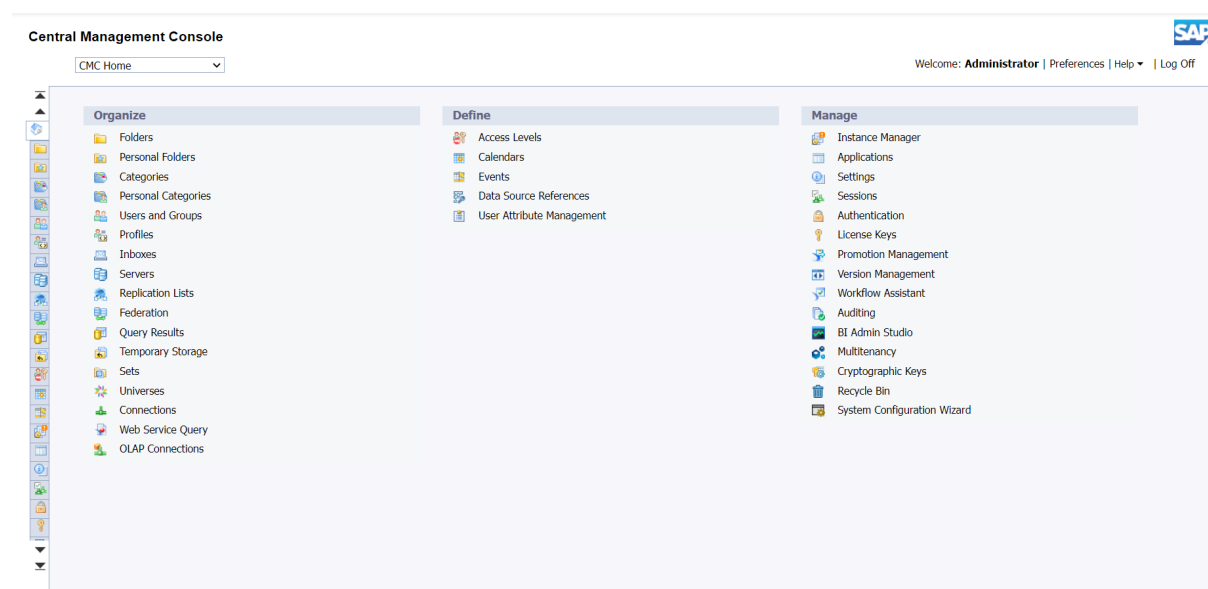 Central Management Console
SAP
CMC Home
Welcome: Administrator | Preferences | Help | Log Off
Organize
Folders
Personal Folders
Categories
Personal Categories
Users and Groups
Profiles
Inboxes
Servers
Replication Lists
Federation
Query Results
Temporary Storage
Sets
Universes
Connections
Web Service Query
OLAP Connections
Define
Access Levels
Calendars
Events
Data Source References
User Attribute Management
Manage
Instance Manager
Applications
Settings
Sessions
Authentication
License Keys
Promotion Management
Version Management
Workflow Assistant
Auditing
BI Admin Studio
Multitenancy
Cryptographic Keys
Recycle Bin
System Configuration Wizard